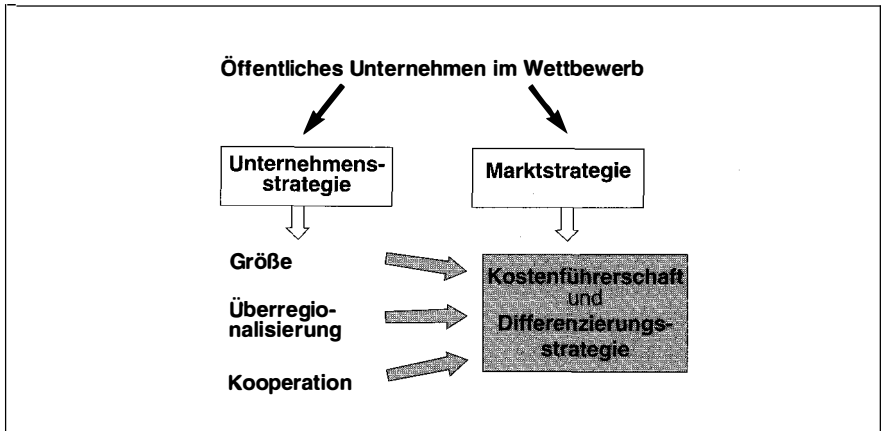 Öffentliches Unternehmen im Wettbewerb
Unternehmens-
strategie
Marktstrategie
Größe
Überregio-
nalisierung
Kooperation
Kostenführerschaft
und
Differenzierungs-
strategie